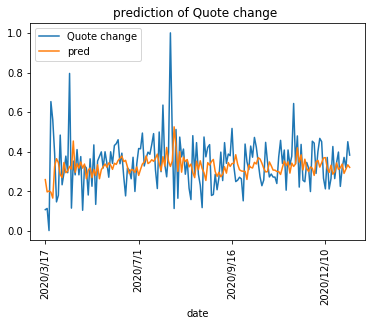 prediction of Quote change
Quote change
pred
1.0
0.8
0.6
0.4
0.2
0.0
2020/3/17
2020/7/1
2020/9/16
2020/12/10
date